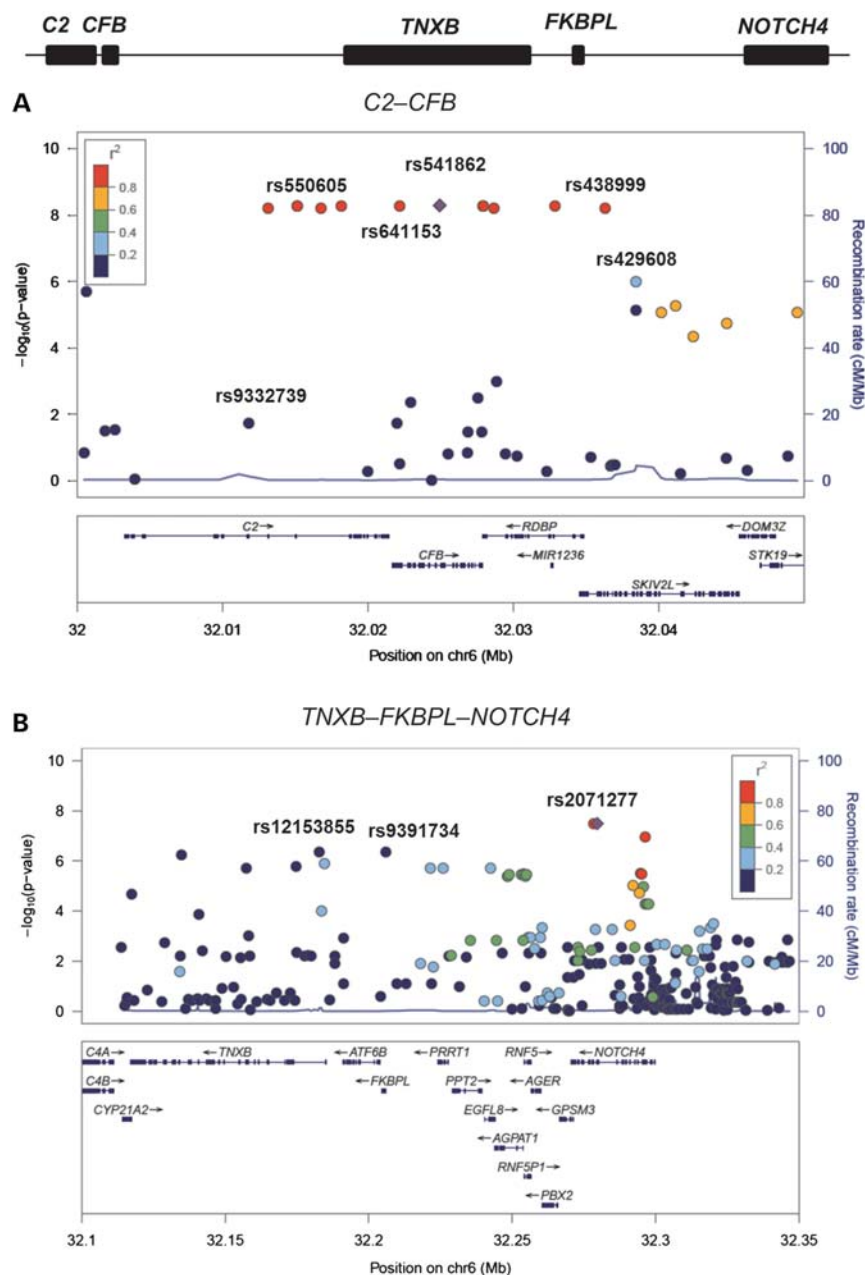 C2 CFB TNXB FKBPL NOTCH4
A C2–CFB
10 100
r²
rs541862
rs550605 rs438999
0.8
8 80
0.6
rs641153
0.4
rs429608
0.2
6 60
−log₁₀(p−value)
Recombination rate (cM/Mb)
4 40
rs9332739
2 20
0 0
C2→ ←RDBP ←DOM3Z
CFB→ ←MIR1236 STK19→
SKIV2L→
32 32.01 32.02 32.03 32.04
Position on chr6 (Mb)
B TNXB–FKBPL–NOTCH4
10 100
r²
rs2071277
0.8
8 80
0.6
rs12153855 rs9391734
0.4
0.2
6 60
−log₁₀(p−value)
Recombination rate (cM/Mb)
4 40
2 20
0 0
C4A→ ←TNXB ←ATF6B ←PRRT1 RNF5→ ←NOTCH4
C4B→ ←FKBPL PPT2→ ←AGER
CYP21A2→ EGFL8→ ←GPSM3
←AGPAT1
RNF5P1→
←PBX2
32.1 32.15 32.2 32.25 32.3 32.35
Position on chr6 (Mb)